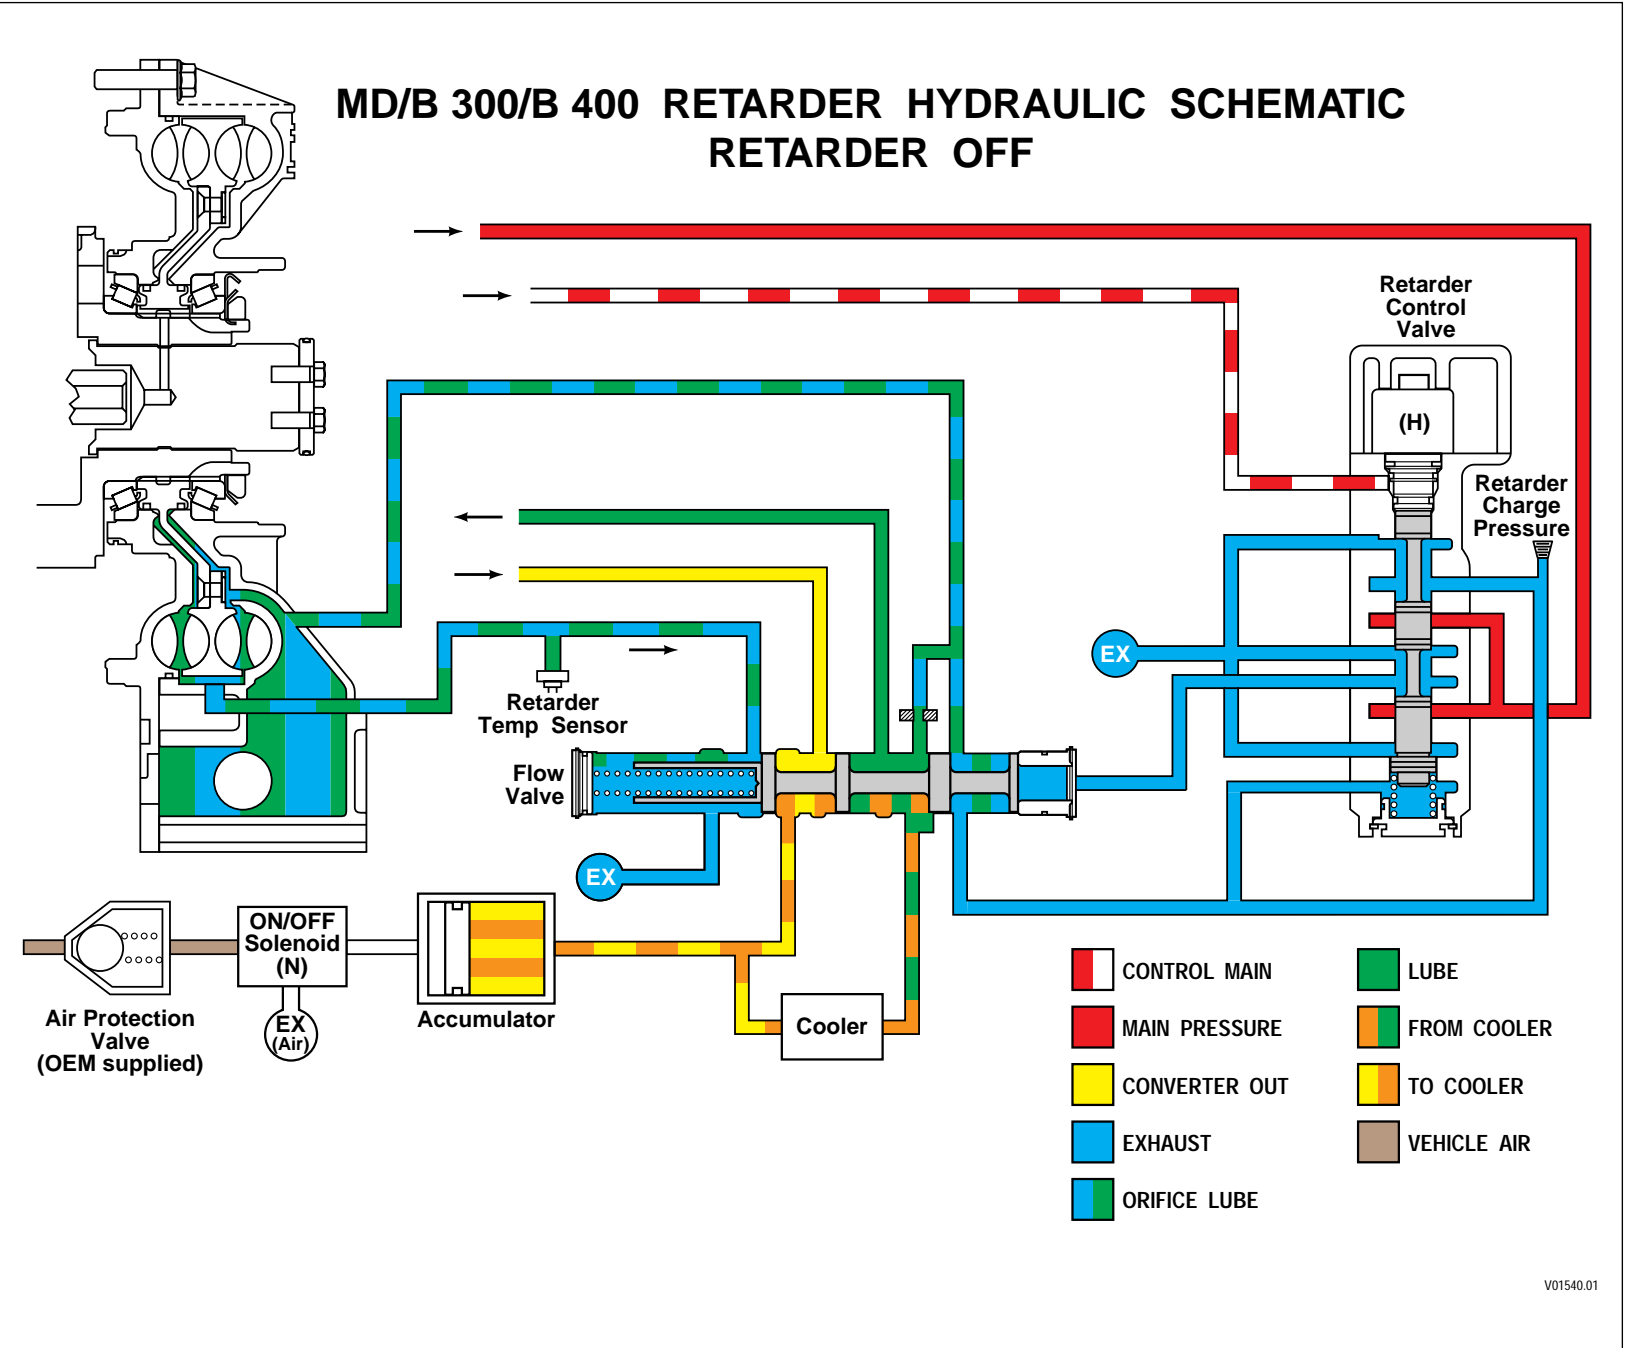 MD/B 300/B 400 RETARDER HYDRAULIC SCHEMATIC
RETARDER OFF
Retarder
Control
Valve
(H)
Retarder
Charge
Pressure
EX
Retarder
Temp Sensor
Flow
Valve
EX
ON/OFF
Solenoid
(N)
EX
(Air)
Air Protection
Valve
(OEM supplied)
Accumulator
Cooler
CONTROL MAIN
MAIN PRESSURE
CONVERTER OUT
EXHAUST
ORIFICE LUBE
LUBE
FROM COOLER
TO COOLER
VEHICLE AIR
V01540.01